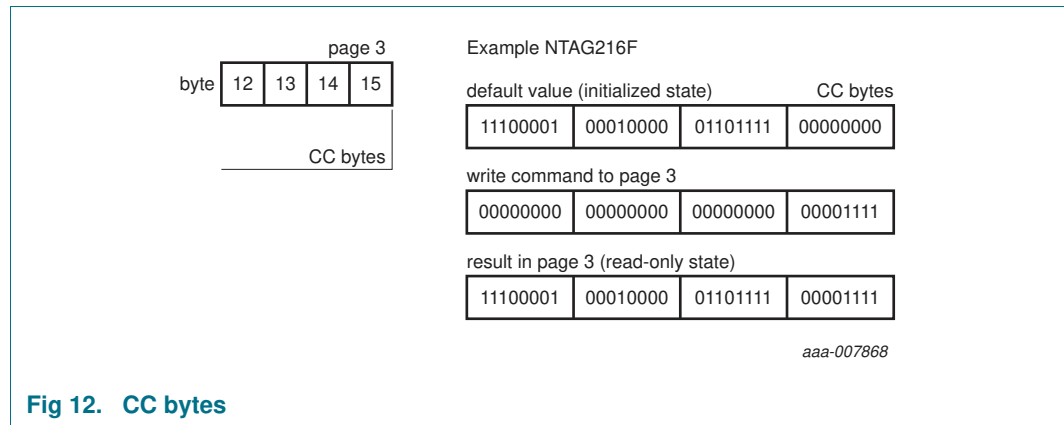 page 3
byte 12 13 14 15
CC bytes
Example NTAG216F
default value (initialized state) CC bytes
11100001 00010000 01101111 00000000
write command to page 3
00000000 00000000 00000000 00001111
result in page 3 (read-only state)
11100001 00010000 01101111 00001111
aaa-007868
Fig 12. CC bytes